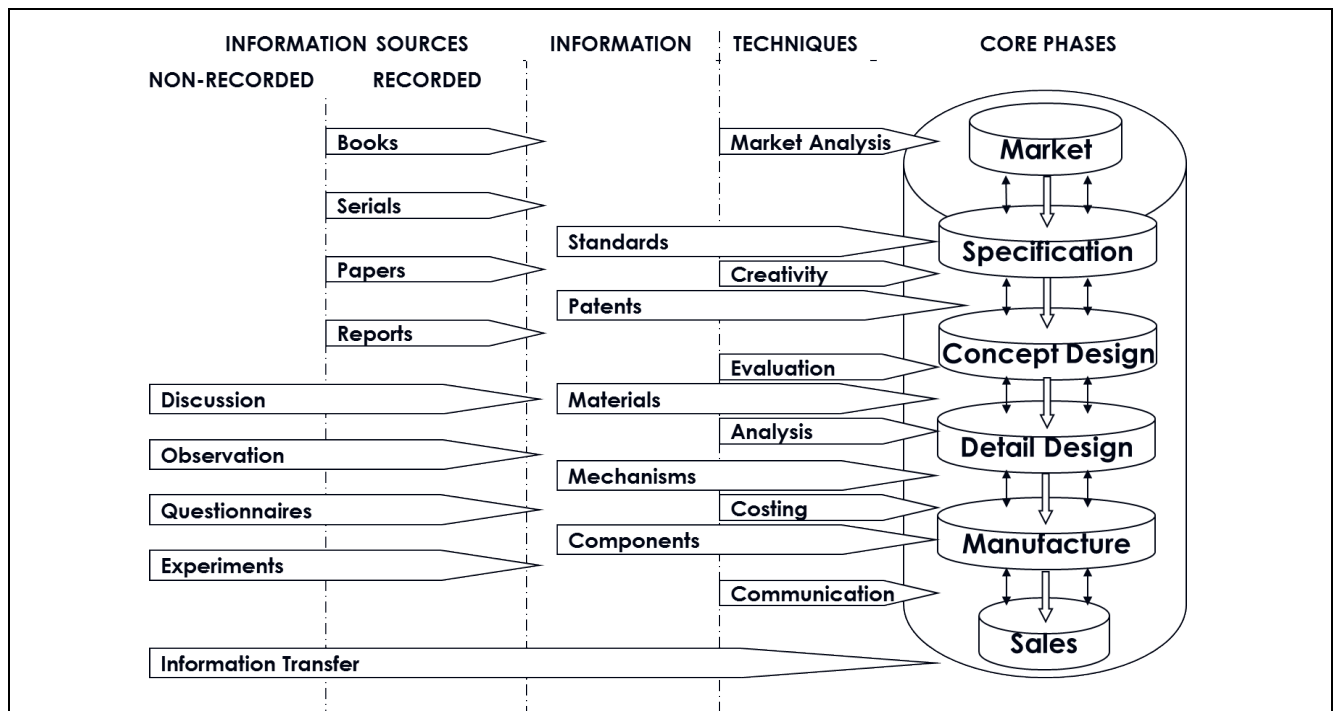 INFORMATION SOURCES
INFORMATION
TECHNIQUES
CORE PHASES
NON-RECORDED
RECORDED
Books
Market Analysis
Market
Serials
Standards
Specification
Papers
Creativity
Patents
Reports
Concept Design
Evaluation
Discussion
Materials
Analysis
Detail Design
Observation
Mechanisms
Questionnaires
Costing
Components
Manufacture
Experiments
Communication
Sales
Information Transfer